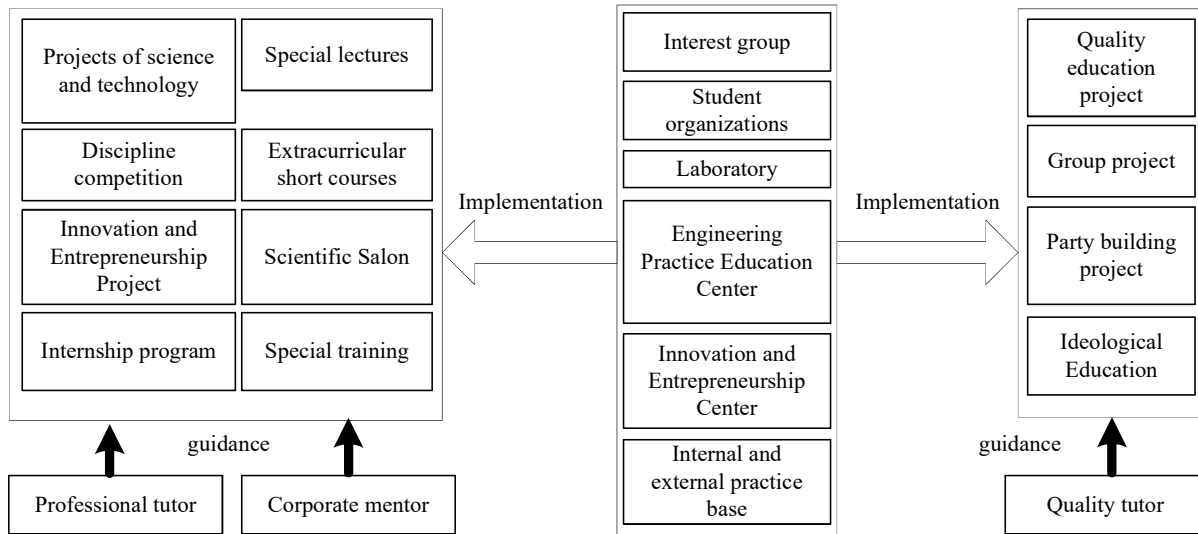 Projects of science
and technology
Special lectures
Discipline
competition
Extracurricular
short courses
Innovation and
Entrepreneurship
Project
Scientific Salon
Internship program
Special training
guidance
Professional tutor
Corporate mentor
Implementation
Interest group
Student
organizations
Laboratory
Engineering
Practice Education
Center
Innovation and
Entrepreneurship
Center
Internal and
external practice
base
Implementation
Quality
education
project
Group project
Party building
project
Ideological
Education
guidance
Quality tutor